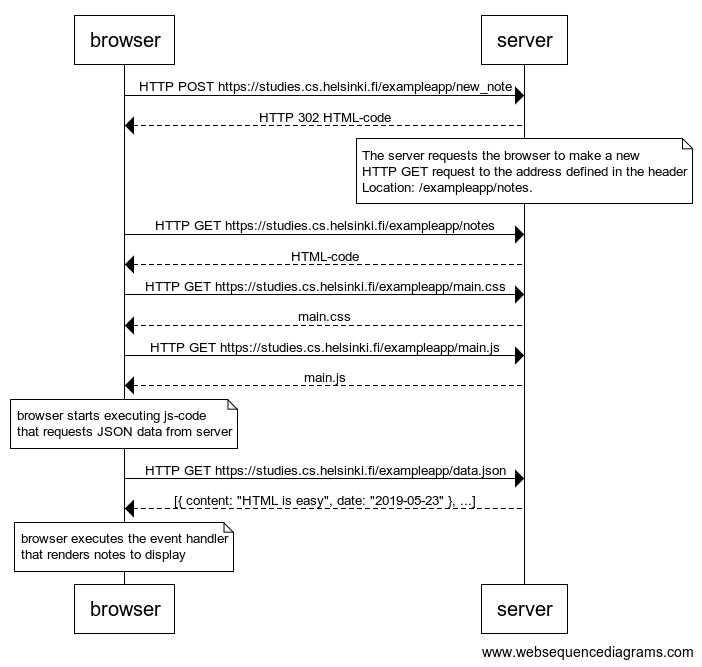 browser
server
HTTP POST https://studies.cs.helsinki.fi/exampleapp/new_note
HTTP 302 HTML-code
The server requests the browser to make a new
HTTP GET request to the address defined in the header
Location: /exampleapp/notes.
HTTP GET https://studies.cs.helsinki.fi/exampleapp/notes
HTML-code
HTTP GET https://studies.cs.helsinki.fi/exampleapp/main.css
main.css
HTTP GET https://studies.cs.helsinki.fi/exampleapp/main.js
main.js
browser starts executing js-code
that requests JSON data from server
HTTP GET https://studies.cs.helsinki.fi/exampleapp/data.json
[{ content: "HTML is easy", date: "2019-05-23" }, ...]
browser executes the event handler
that renders notes to display
browser
server
www.websequencediagrams.com